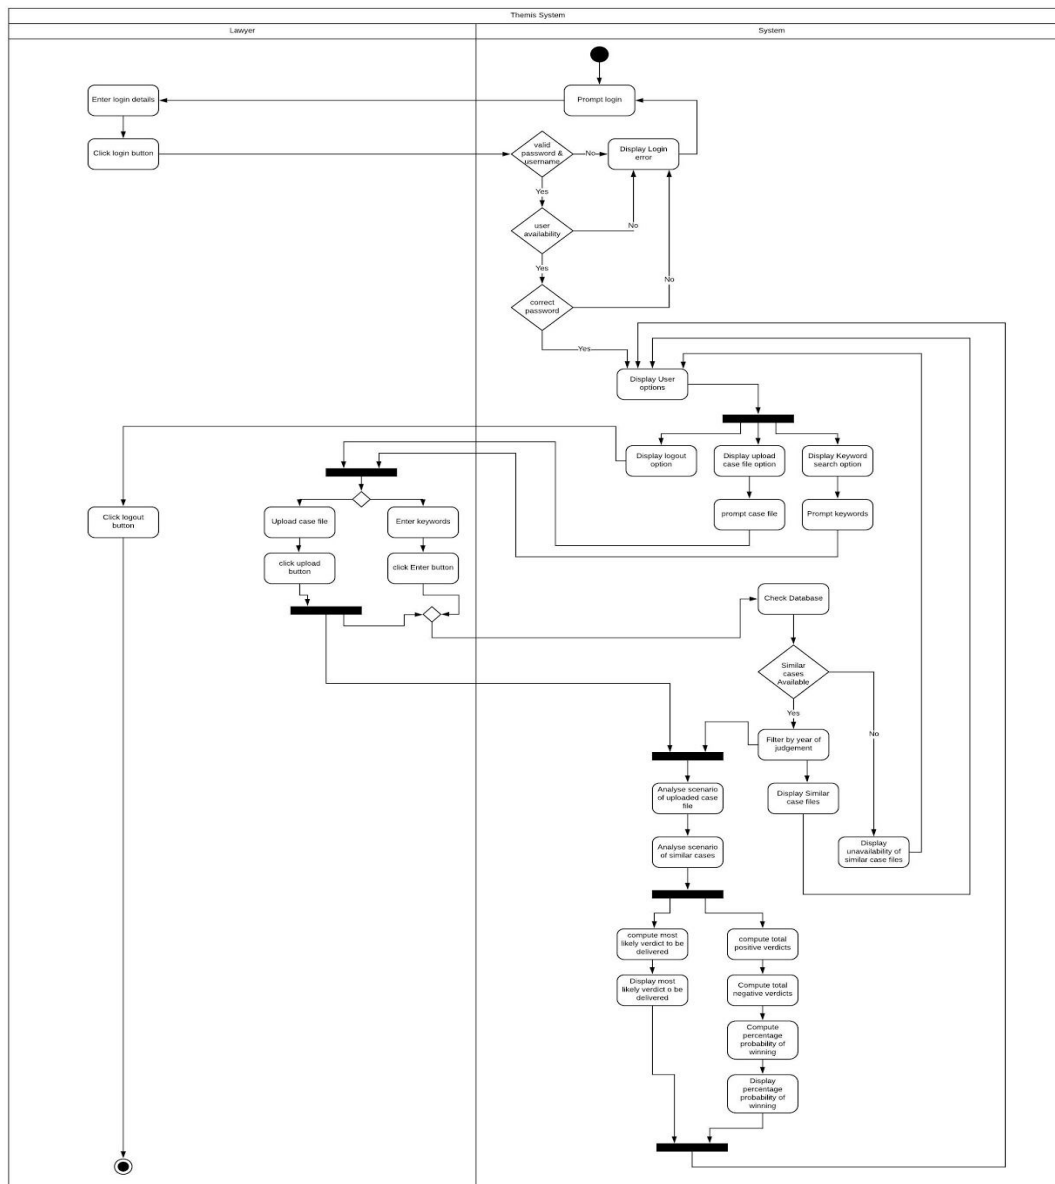 Themis System
Lawyer
System
Enter login details
Prompt login
Click login button
valid
password &
username
No
Display Login
error
Yes
user
availability
No
Yes
No
correct
password
Yes
Display User
options
Display logout
option
Display upload
case file option
Display Keyword
search option
Click logout
button
Upload case file
Enter keywords
prompt case file
Prompt keywords
click upload
button
click Enter button
Check Database
Similar
cases
Available
Yes
No
Filter by year of
judgement
Analyse scenario
of uploaded case
file
Display Similar
case files
Analyse scenario
of similar cases
Display
unavailability of
similar case files
compute most
likely verdict to be
delivered
compute total
positive verdicts
Display most
likely verdict o be
delivered
Compute total
negative verdicts
Compute
percentage
probability of
winning
Display
percentage
probability of
winning